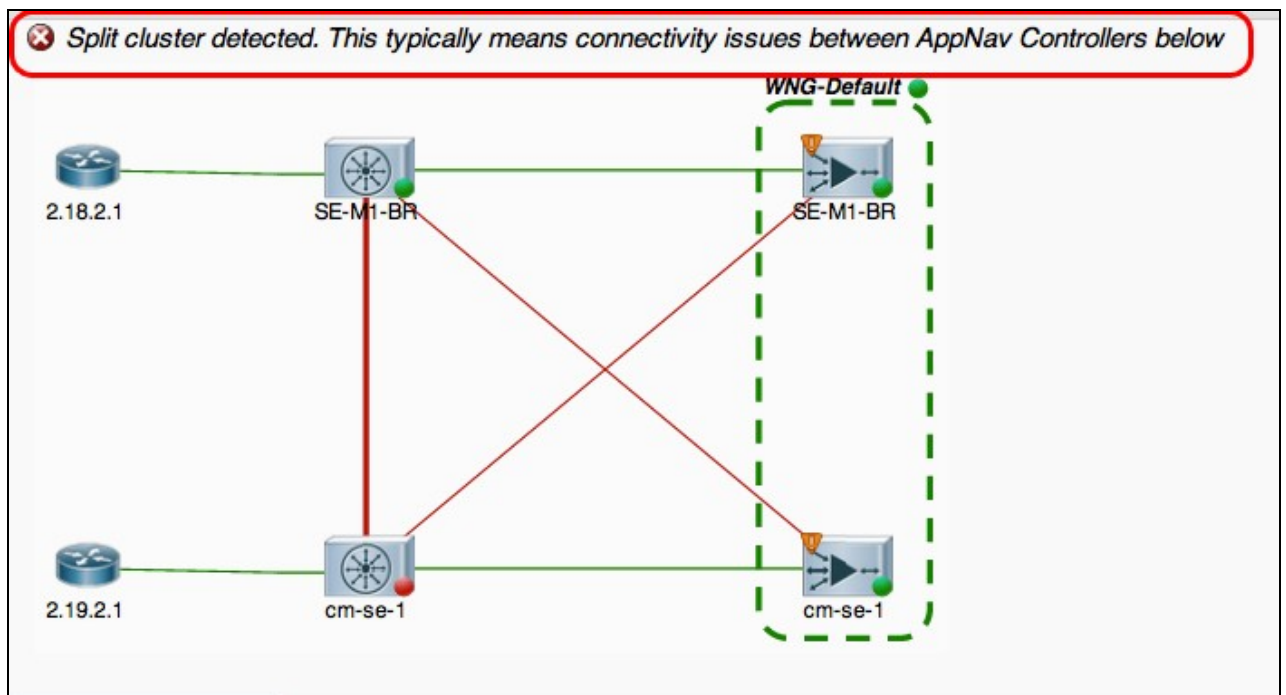 Split cluster detected. This typically means connectivity issues between AppNav Controllers below
WNG-Default
2.18.2.1
SE-M1-BR
SE-M1-BR
2.19.2.1
cm-se-1
cm-se-1